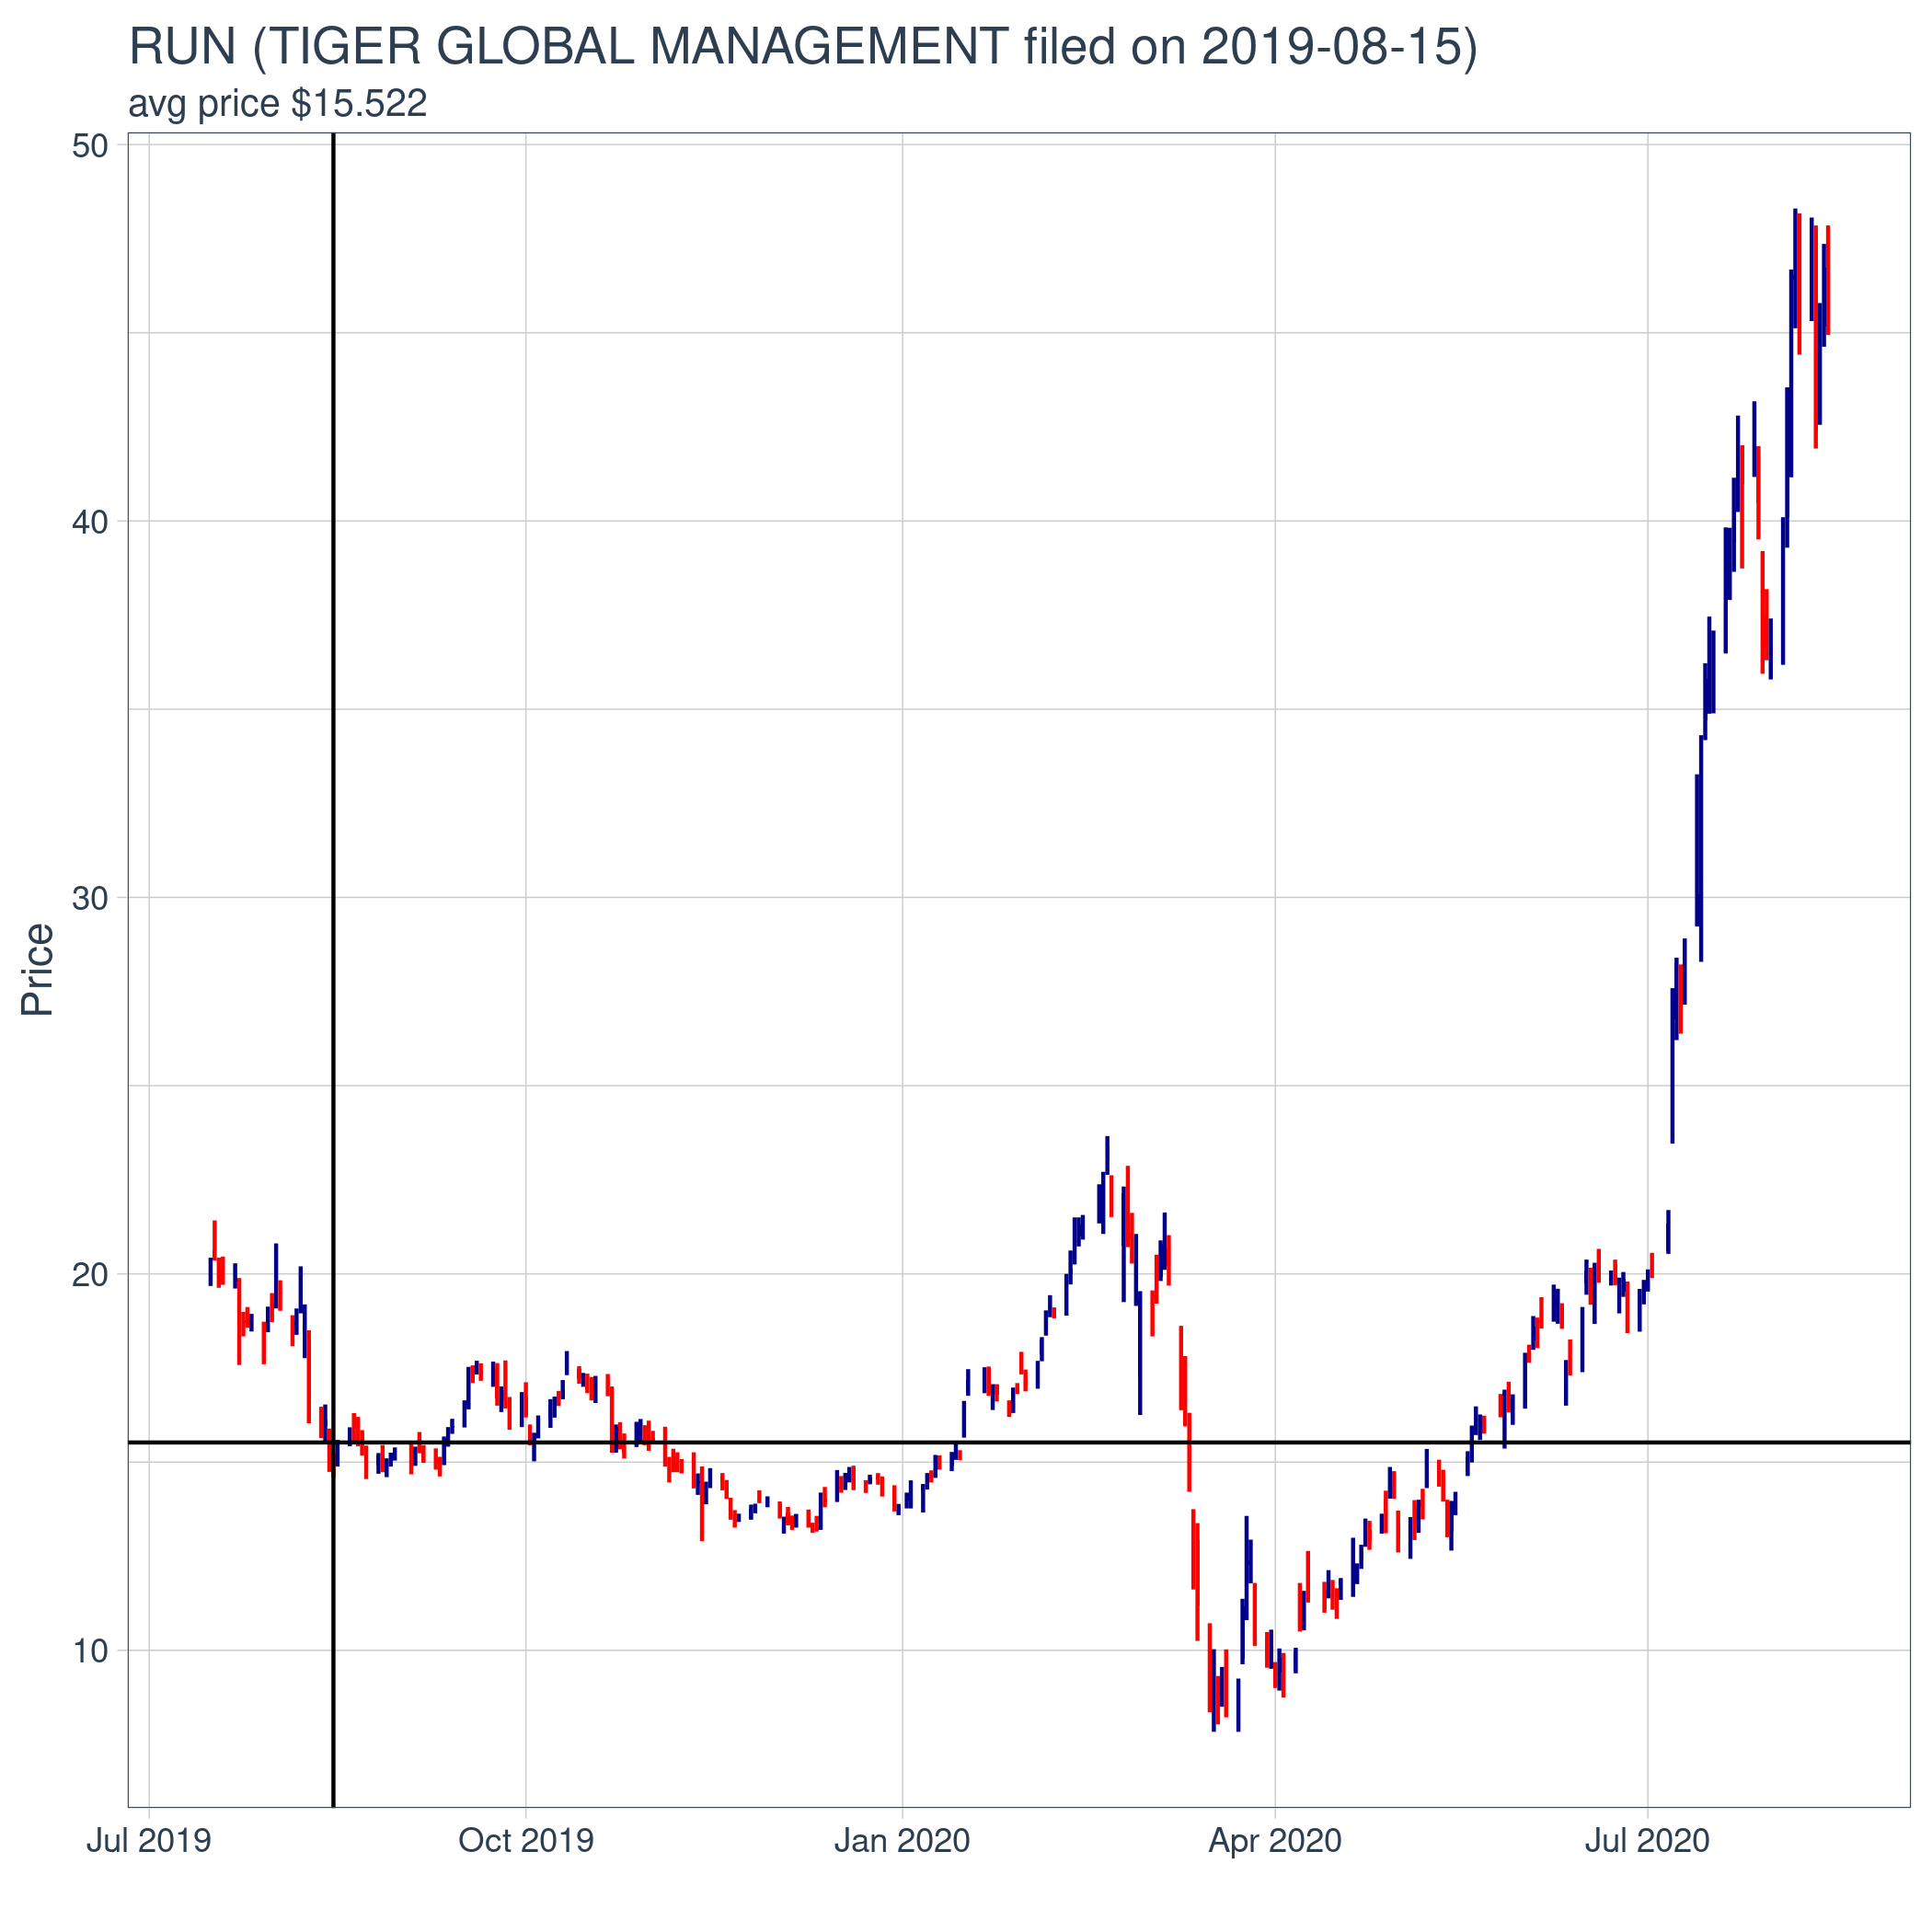 RUN (TIGER GLOBAL MANAGEMENT filed on 2019-08-15)
avg price $15.522
50
40
30
20
10
Price
Jul 2019 Oct 2019 Jan 2020 Apr 2020 Jul 2020